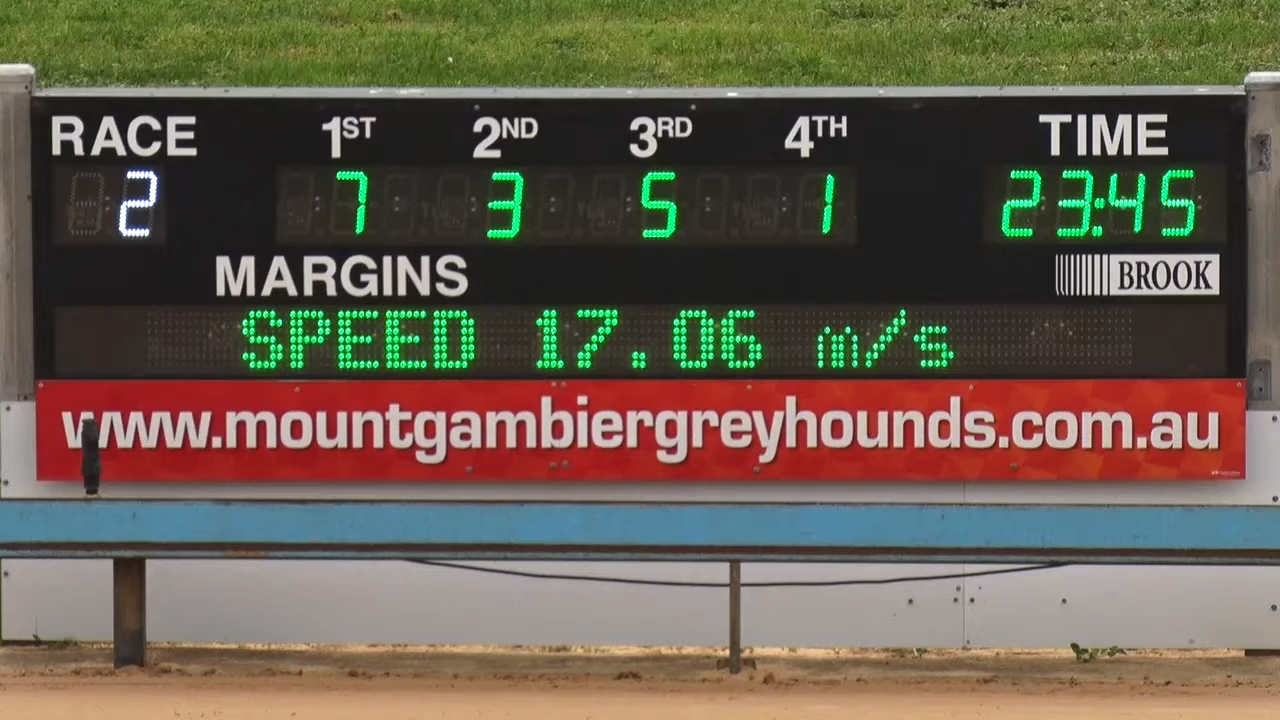 RACE 1ST 2ND 3RD 4TH TIME
2 7 3 5 1 23:45
MARGINS BROOK
SPEED 17.06 m/s
www.mountgambiergreyhounds.com.au